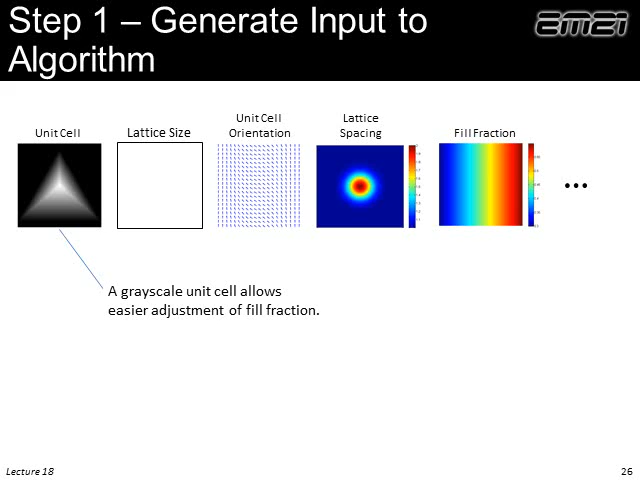 Step 1 – Generate Input to
Algorithm
EM21
Unit Cell
Lattice Size
Unit Cell
Orientation
Lattice
Spacing
Fill Fraction
...
A grayscale unit cell allows
easier adjustment of fill fraction.
Lecture 18
26